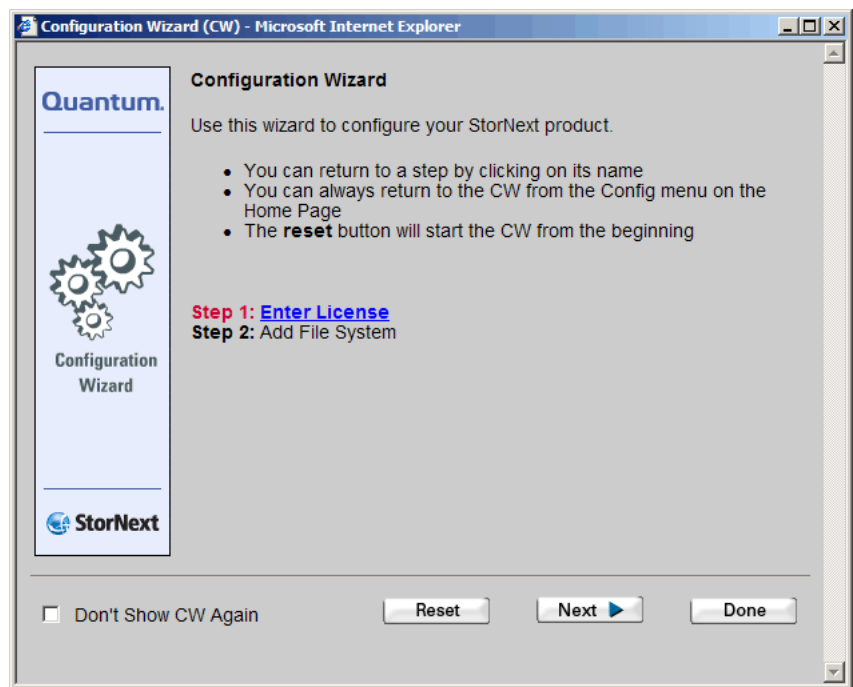 Configuration Wizard (CW) - Microsoft Internet Explorer
Quantum.
Configuration
Wizard
StorNext
Configuration Wizard
Use this wizard to configure your StorNext product.
• You can return to a step by clicking on its name
• You can always return to the CW from the Config menu on the
Home Page
• The reset button will start the CW from the beginning
Step 1: Enter License
Step 2: Add File System
Don't Show CW Again
Reset
Next
Done